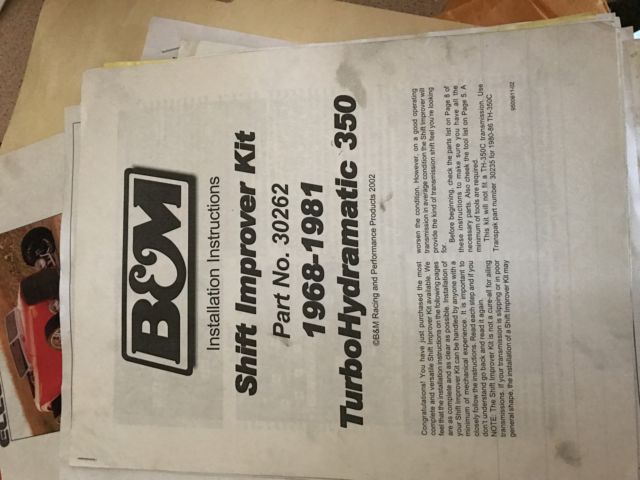 B&M
Installation Instructions
Shift Improver Kit
Part No. 30262
1968-1981
TurboHydramatic 350
©B&M Racing and Performance Products 2002
Congratulations! You have just purchased the most
complete and versatile Shift Improver Kit available. We
feel that the installation instructions on the following pages
are as complete and as clear as possible. Installation of
your Shift Improver Kit can be handled by anyone with a
minimum of mechanical experience. It is important to
closely follow the instructions. Read each step and if you
don't understand go back and read it again.
NOTE: The Shift Improver Kit is not a cure-all for ailing
transmissions. If your transmission is slipping or in poor
general shape, the installation of a Shift Improver Kit may
worsen the condition. However, on a good operating
transmission in average condition the Shift Improver will
provide the kind of transmission shift feel you're looking
for.
Before beginning, check the parts list on Page 6 of
these instructions to make sure you have all the
necessary parts. Also check the tool list on Page 5. A
minimum of tools are required.
This kit will not fit a TH-350C transmission. Use
Transpak part number 30235 for 1980-86 TH-350C
9500611-02